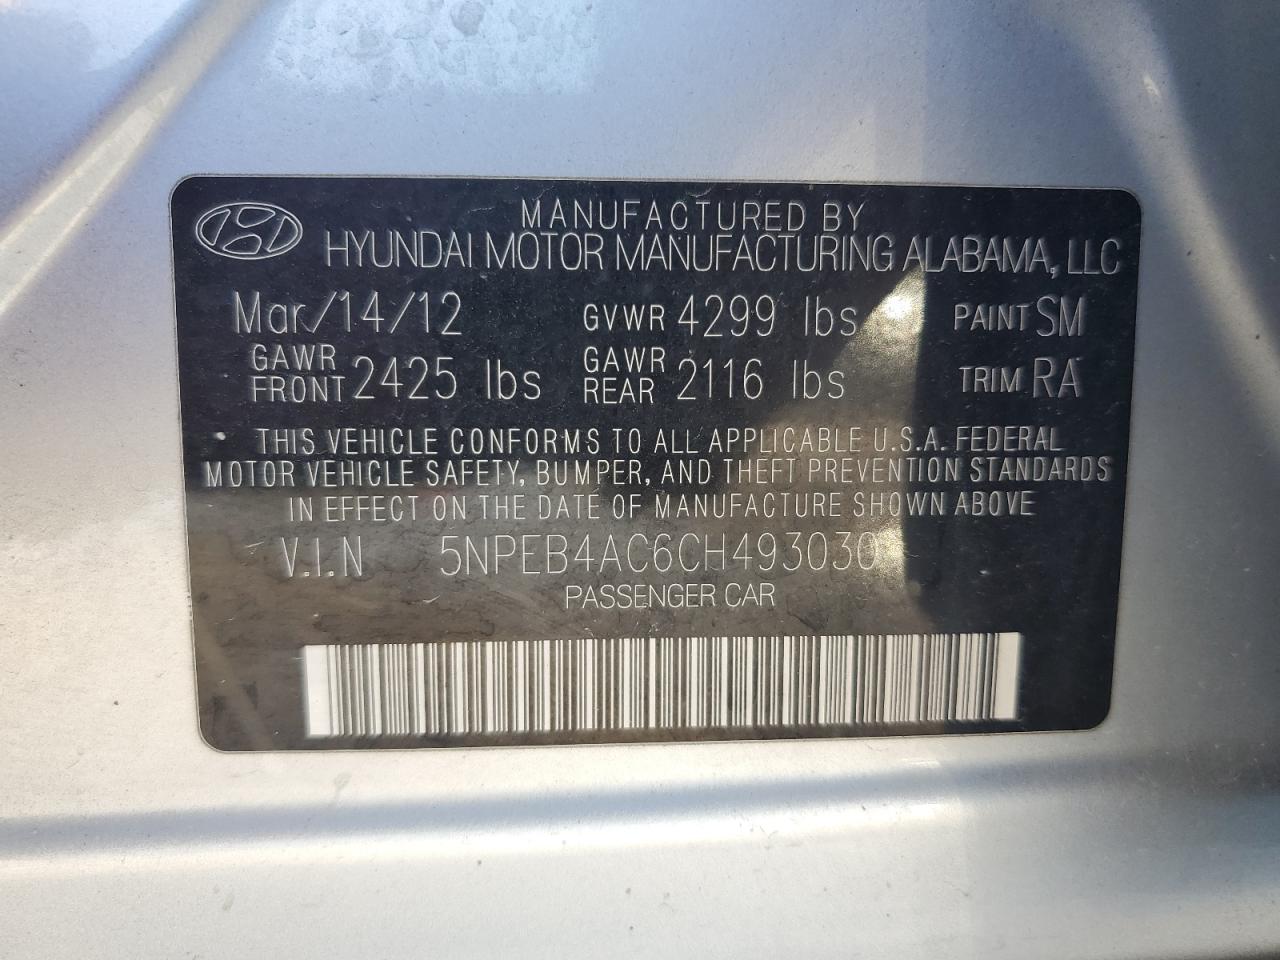 MANUFACTURED BY
HYUNDAI MOTOR MANUFACTURING ALABAMA, LLC
Mar/14/12 GVWR 4299 lbs PAINT SM
GAWR FRONT 2425 lbs GAWR REAR 2116 lbs TRIM RA
THIS VEHICLE CONFORMS TO ALL APPLICABLE U.S.A. FEDERAL
MOTOR VEHICLE SAFETY, BUMPER, AND THEFT PREVENTION STANDARDS
IN EFFECT ON THE DATE OF MANUFACTURE SHOWN ABOVE
V.I.N 5NPEB4AC6CH493030
PASSENGER CAR